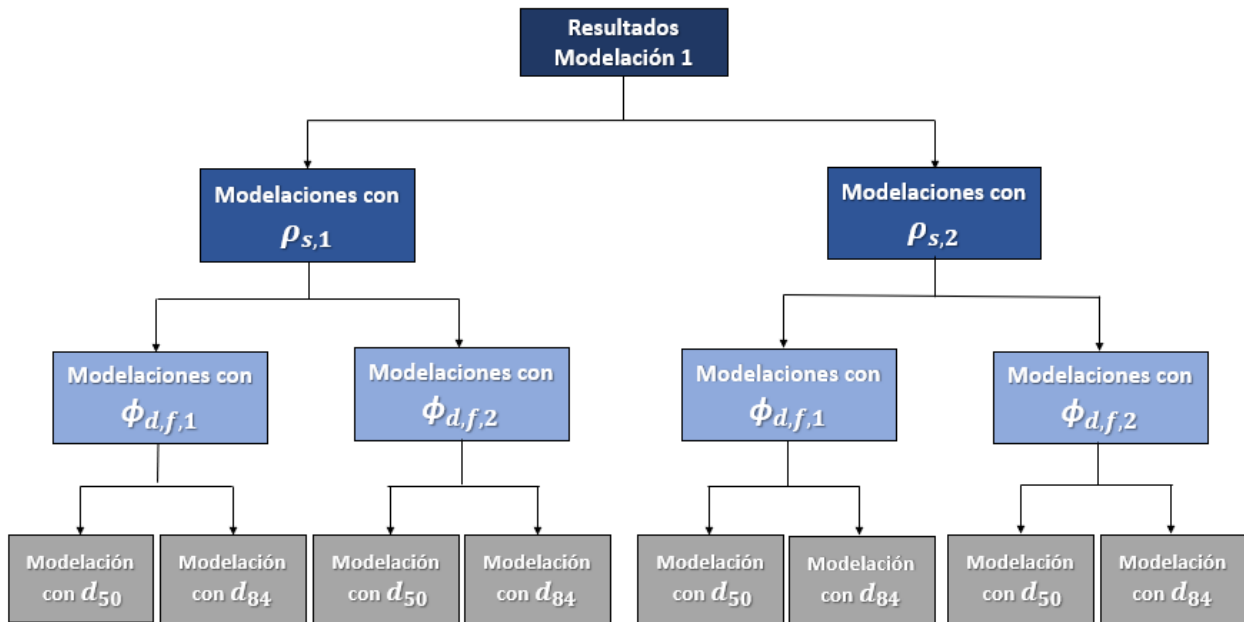 Resultados
Modelación 1
Modelaciones con
ρs,1
Modelaciones con
ρs,2
Modelaciones con
ϕd,f,1
Modelaciones con
ϕd,f,2
Modelaciones con
ϕd,f,1
Modelaciones con
ϕd,f,2
Modelación
con d50
Modelación
con d84
Modelación
con d50
Modelación
con d84
Modelación
con d50
Modelación
con d84
Modelación
con d50
Modelación
con d84